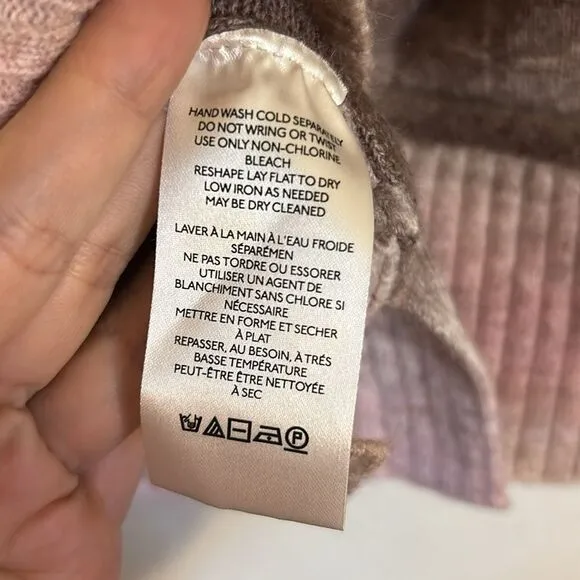 HAND WASH COLD SEPARATELY
DO NOT WRING OR TWIST
USE ONLY NON-CHLORINE
BLEACH
RESHAPE LAY FLAT TO DRY
LOW IRON AS NEEDED
MAY BE DRY CLEANED
LAVER À LA MAIN À L'EAU FROIDE
SÉPARÉMEN
NE PAS TORDRE OU ESSORER
UTILISER UN AGENT DE
BLANCHIMENT SANS CHLORE SI
NÉCESSAIRE
METTRE EN FORME ET SECHER
À PLAT
REPASSER, AU BESOIN, À TRÉS
BASSE TEMPÉRATURE
PEUT-ÊTRE ÊTRE NETTOYÉE
À SEC
P